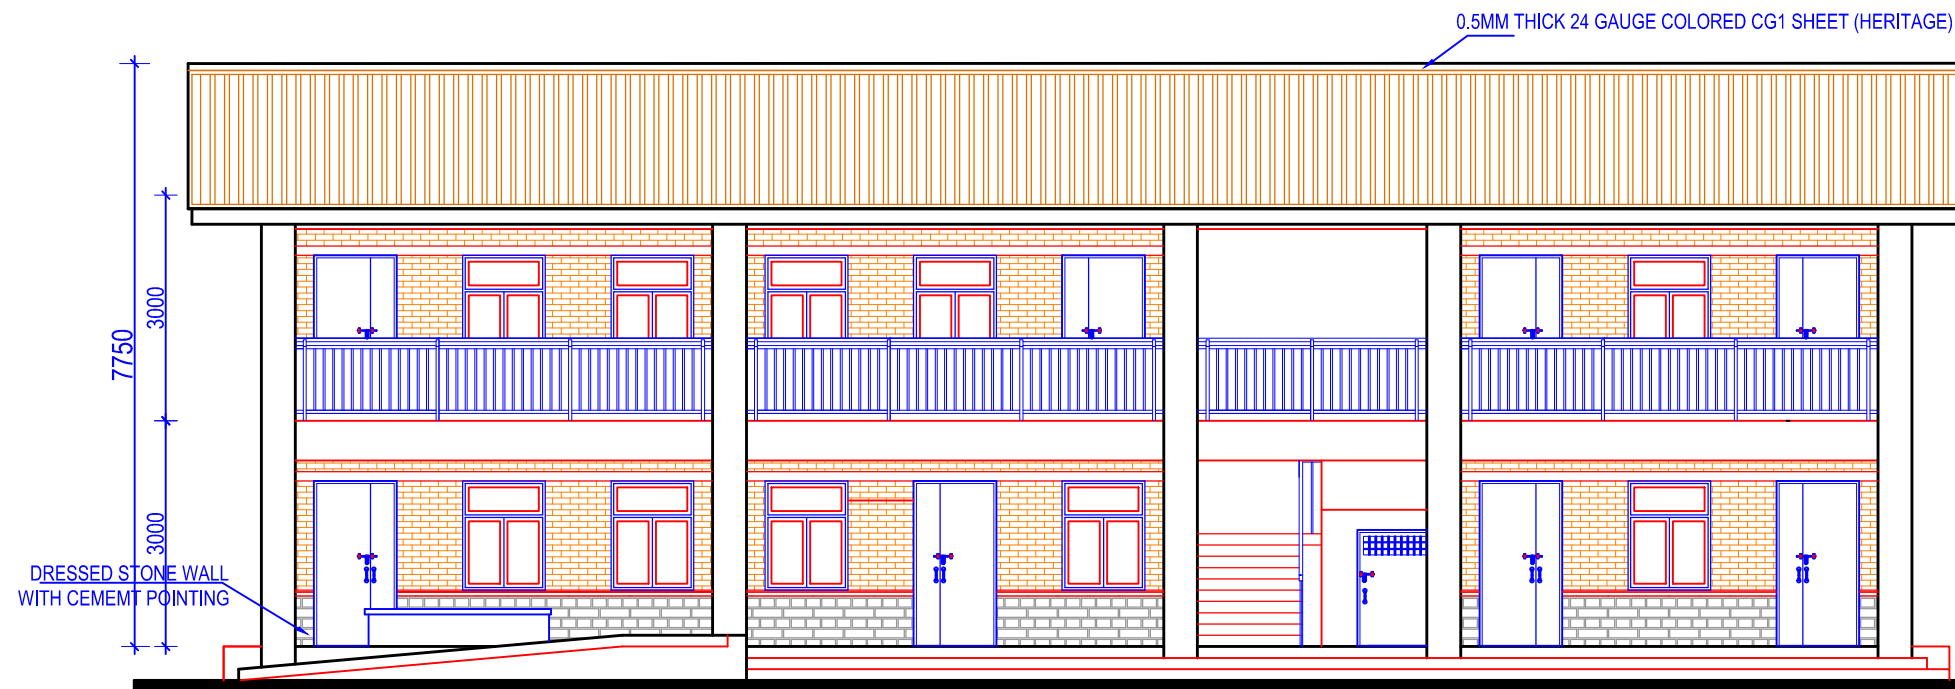 0.5MM THICK 24 GAUGE COLORED CG1 SHEET (HERITAGE)
7750
3000
3000
DRESSED STONE WALL
WITH CEMEMT POINTING